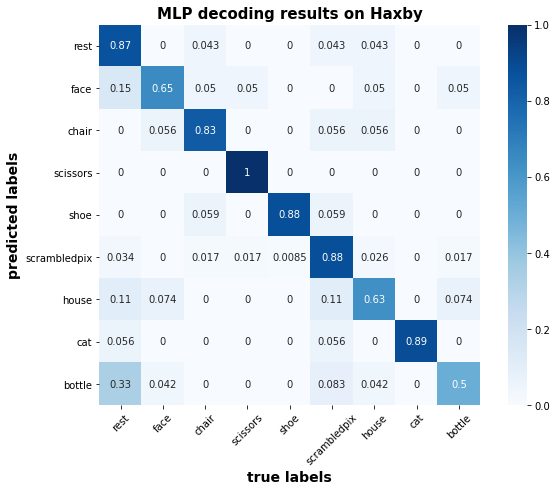 MLP decoding results on Haxby
rest 0.87 0 0.043 0 0 0.043 0.043 0 0
face 0.15 0.65 0.05 0.05 0 0 0.05 0 0.05
chair 0 0.056 0.83 0 0 0.056 0.056 0 0
scissors 0 0 0 1 0 0 0 0 0
shoe 0 0 0.059 0 0.88 0.059 0 0 0
scrambledpix 0.034 0 0.017 0.017 0.0085 0.88 0.026 0 0.017
house 0.11 0.074 0 0 0 0.11 0.63 0 0.074
cat 0.056 0 0 0 0 0.056 0 0.89 0
bottle 0.33 0.042 0 0 0 0.083 0.042 0 0.5
rest face chair scissors shoe scrambledpix house cat bottle
true labels
predicted labels
1.0
0.8
0.6
0.4
0.2
0.0